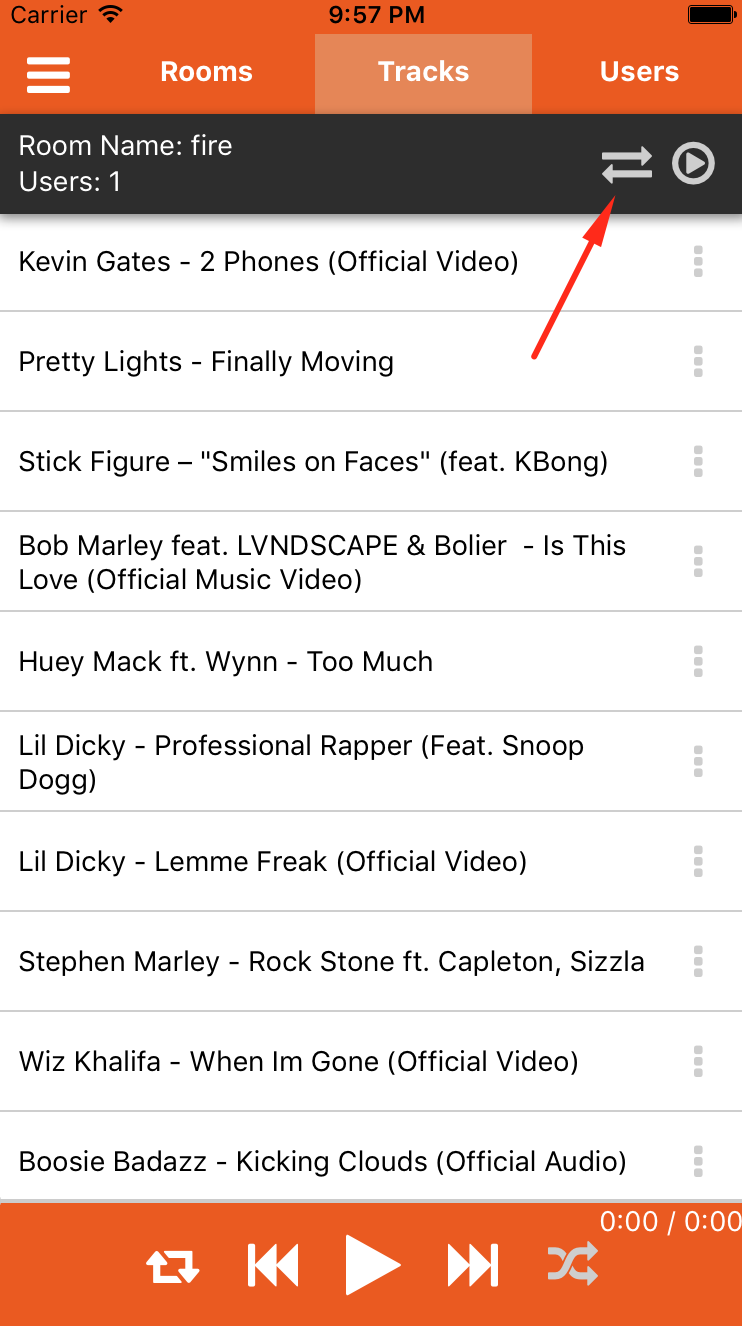 Carrier
9:57 PM
Rooms
Tracks
Users
Room Name: fire
Users: 1
Kevin Gates - 2 Phones (Official Video)
Pretty Lights - Finally Moving
Stick Figure – "Smiles on Faces" (feat. KBong)
Bob Marley feat. LVNDSCAPE & Bolier  - Is This
Love (Official Music Video)
Huey Mack ft. Wynn - Too Much
Lil Dicky - Professional Rapper (Feat. Snoop
Dogg)
Lil Dicky - Lemme Freak (Official Video)
Stephen Marley - Rock Stone ft. Capleton, Sizzla
Wiz Khalifa - When Im Gone (Official Video)
Boosie Badazz - Kicking Clouds (Official Audio)
0:00 / 0:00